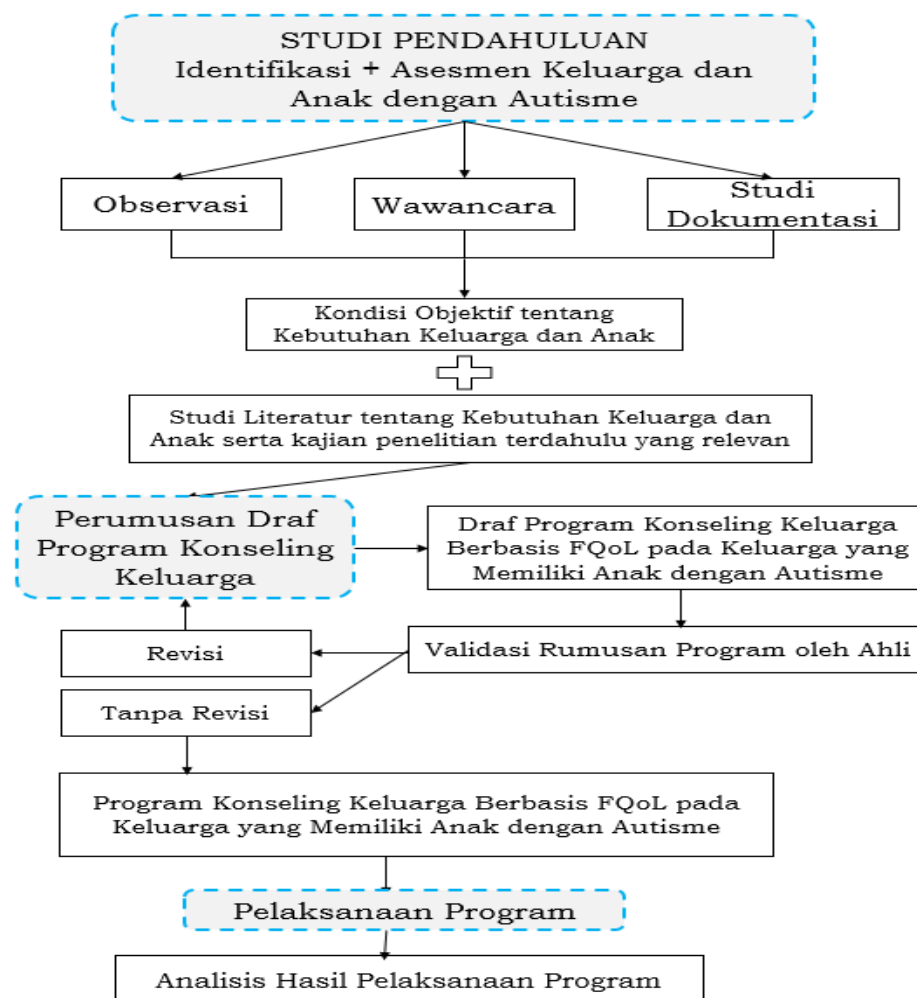 STUDI PENDAHULUAN
Identifikasi + Asesmen Keluarga dan
Anak dengan Autisme
Observasi
Wawancara
Studi
Dokumentasi
Kondisi Objektif tentang
Kebutuhan Keluarga dan Anak
Studi Literatur tentang Kebutuhan Keluarga dan
Anak serta kajian penelitian terdahulu yang relevan
Perumusan Draf
Program Konseling
Keluarga
Draf Program Konseling Keluarga
Berbasis FQoL pada Keluarga yang
Memiliki Anak dengan Autisme
Validasi Rumusan Program oleh Ahli
Revisi
Tanpa Revisi
Program Konseling Keluarga Berbasis FQoL pada
Keluarga yang Memiliki Anak dengan Autisme
Pelaksanaan Program
Analisis Hasil Pelaksanaan Program